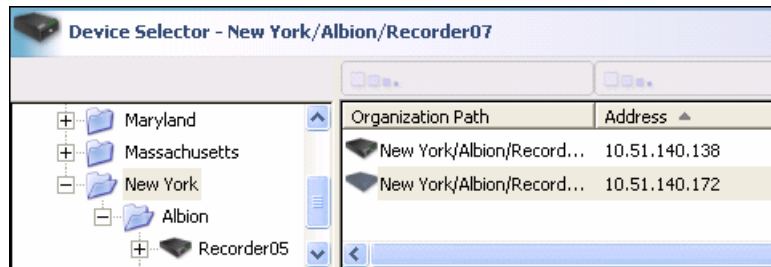 Device Selector - New York/Albion/Recorder07
Organization Path Address
Maryland
Massachusetts
New York
Albion
Recorder05
New York/Albion/Record... 10.51.140.138
New York/Albion/Record... 10.51.140.172